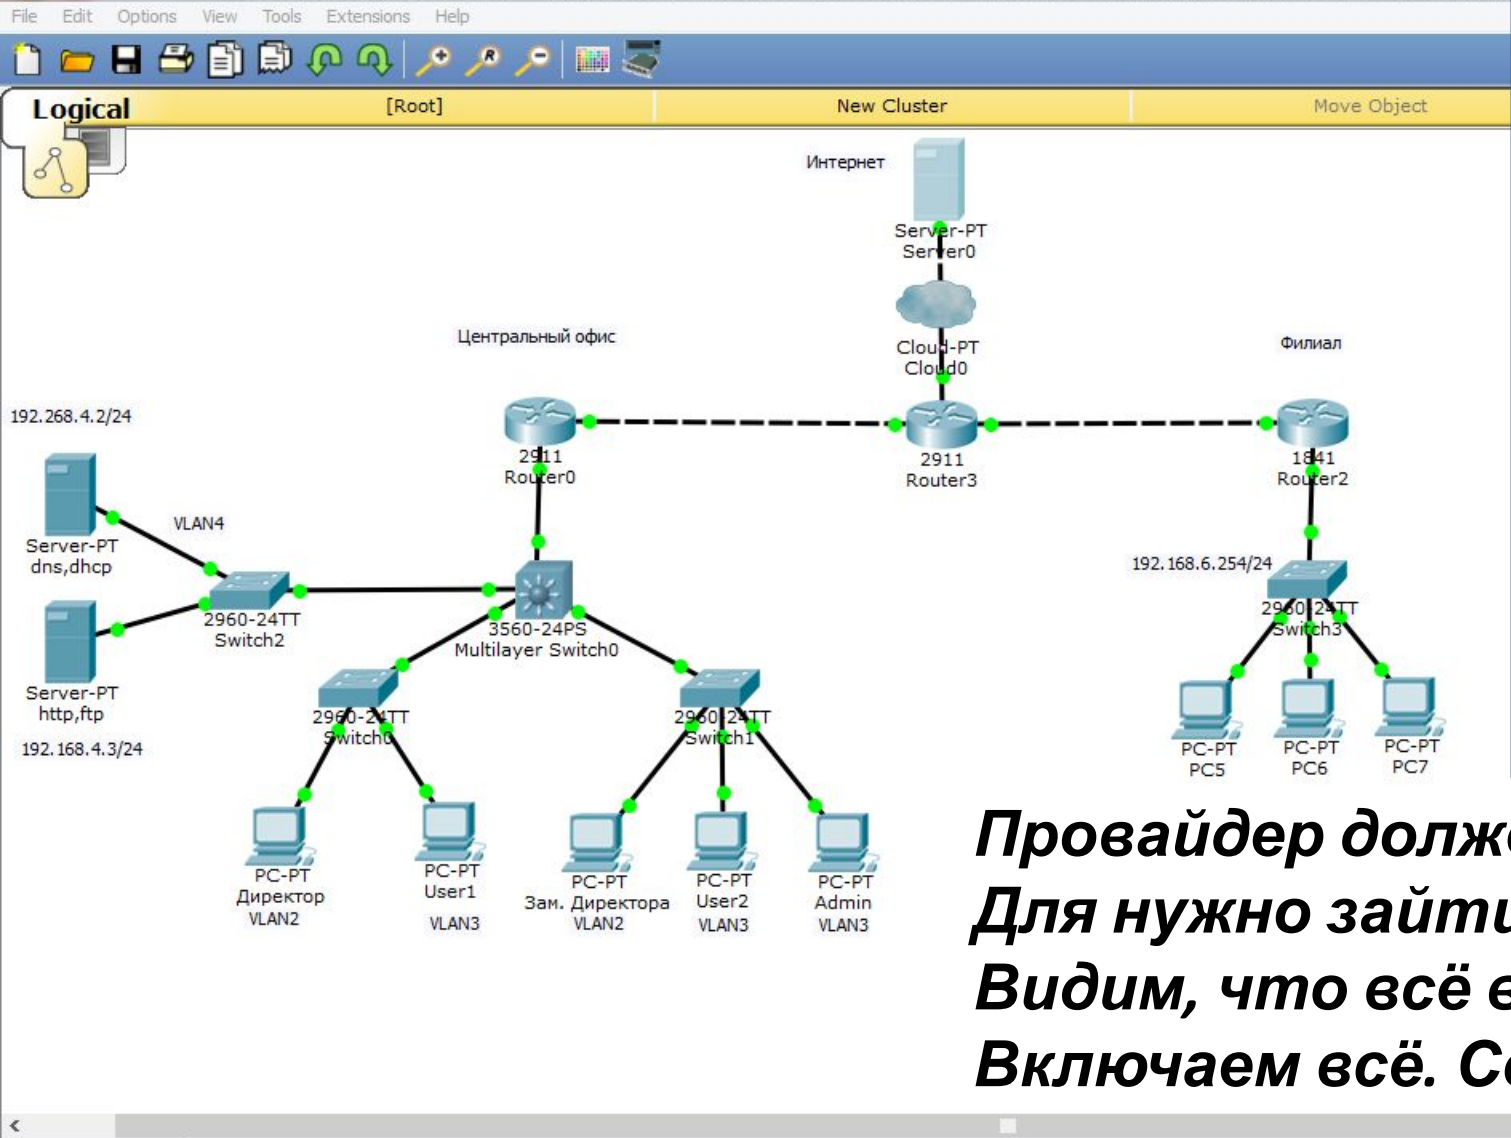 File Edit Options View Tools Extensions Help
Logical [Root] New Cluster Move Object
Интернет
Server-PT
Server0
Cloud-PT
Cloud0
Центральный офис
Филиал
192.268.4.2/24
2911
Router0
2911
Router3
1841
Router2
VLAN4
Server-PT
dns,dhcp
192.168.6.254/24
2960-24TT
Switch2
3560-24PS
Multilayer Switch0
2960-24TT
Switch3
Server-PT
http,ftp
192.168.4.3/24
2960-24TT
Switch0
2960-24TT
Switch1
PC-PT
PC5
PC-PT
PC6
PC-PT
PC7
PC-PT
Директор
VLAN2
PC-PT
User1
VLAN3
PC-PT
Зам. Директора
VLAN2
PC-PT
User2
VLAN3
PC-PT
Admin
VLAN3
Провайдер
Для нужно зайти
Видим, что всё
Включаем всё.